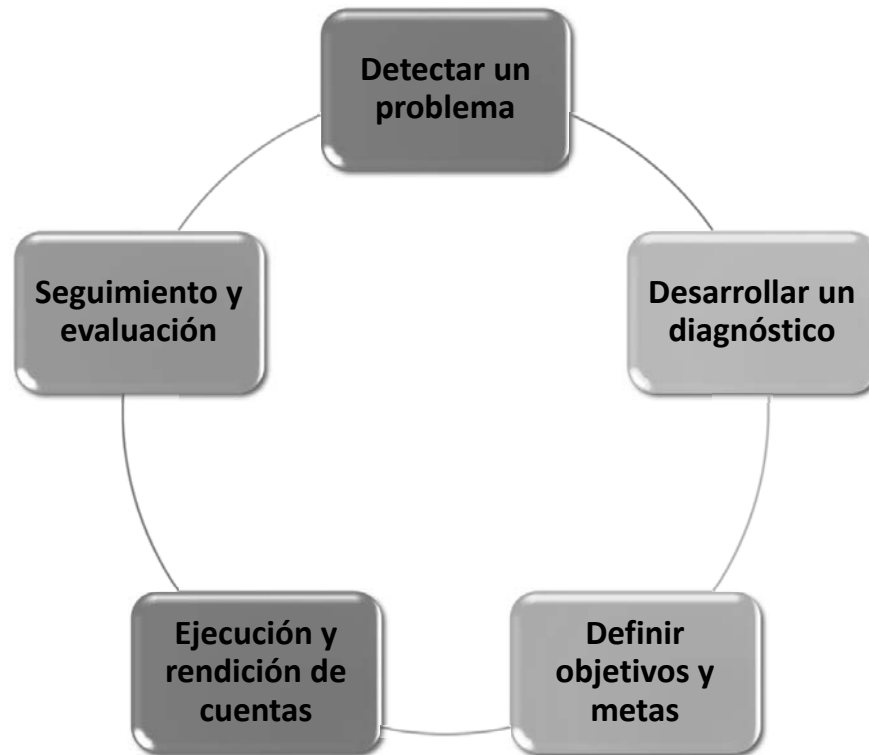 Detectar un
problema
Desarrollar un
diagnóstico
Definir
objetivos y
metas
Ejecución y
rendición de
cuentas
Seguimiento y
evaluación